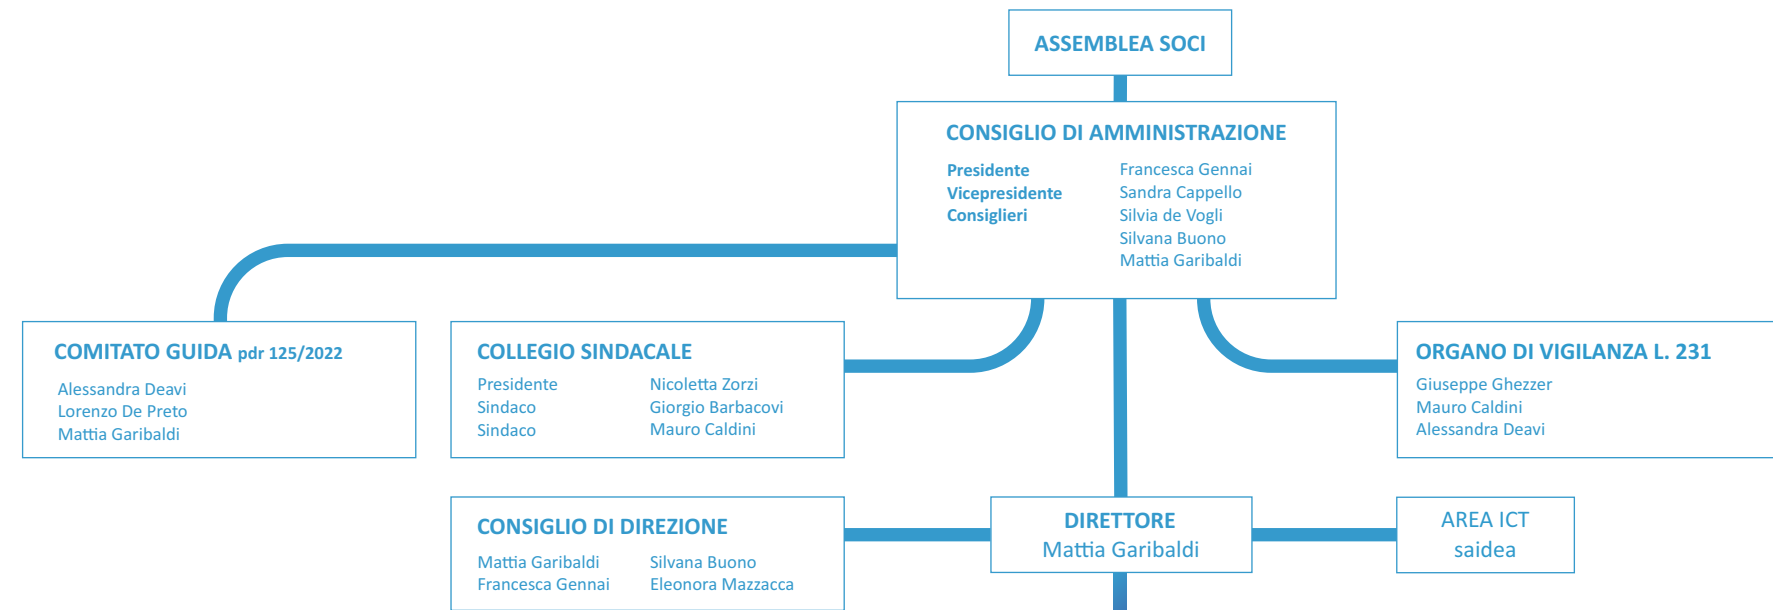 ASSEMBLEA SOCI
CONSIGLIO DI AMMINISTRAZIONE
Presidente Francesca Gennai
Vicepresidente Sandra Cappello
Consiglieri Silvia de Vogli
Silvana Buono
Mattia Garibaldi
COMITATO GUIDA pdr 125/2022
Alessandra Deavi
Lorenzo De Preto
Mattia Garibaldi
COLLEGIO SINDACALE
Presidente Nicoletta Zorzi
Sindaco Giorgio Barbacovi
Sindaco Mauro Caldini
ORGANO DI VIGILANZA L. 231
Giuseppe Ghezzer
Mauro Caldini
Alessandra Deavi
CONSIGLIO DI DIREZIONE
Mattia Garibaldi Silvana Buono
Francesca Gennai Eleonora Mazzacca
DIRETTORE
Mattia Garibaldi
AREA ICT
saidea